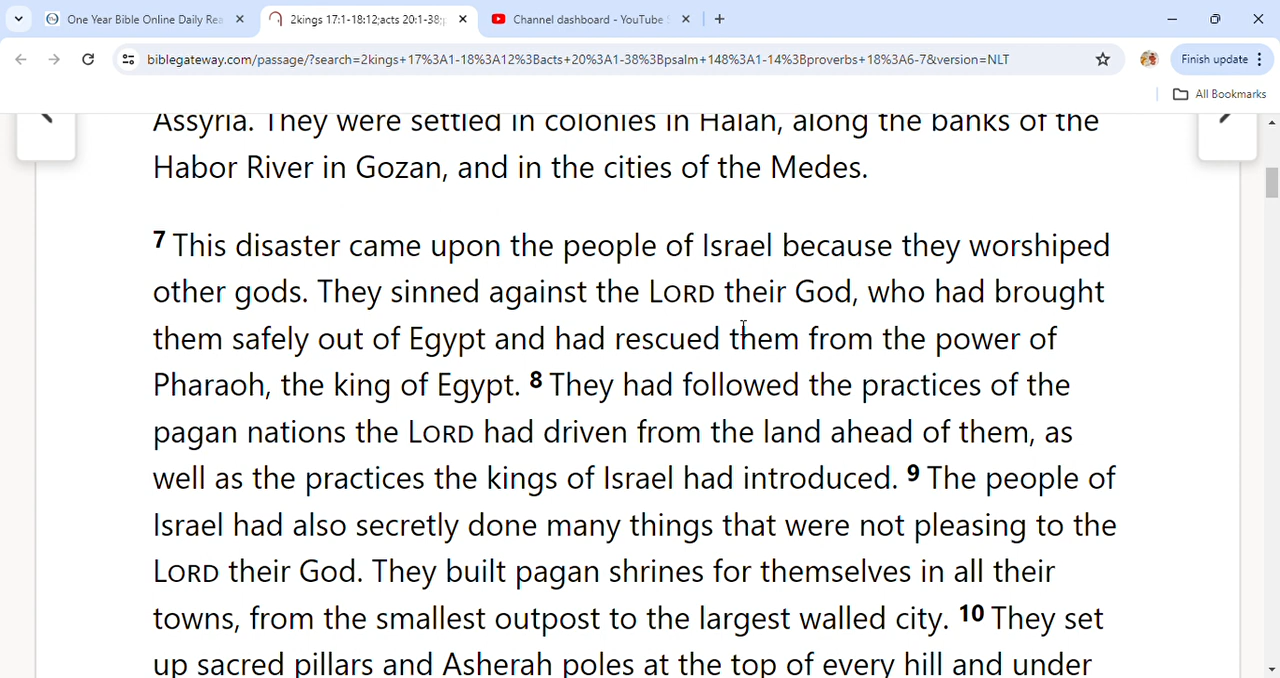 One Year Bible Online Daily Rea
2kings 17:1-18:12;acts 20:1-38;
Channel dashboard - YouTube
biblegateway.com/passage/?search=2kings+17%3A1-18%3A12%3Bacts+20%3A1-38%3Bpsalm+148%3A1-14%3Bproverbs+18%3A6-7&version=NLT
Finish update
All Bookmarks
Assyria. They were settled in colonies in Halah, along the banks of the
Habor River in Gozan, and in the cities of the Medes.
7 This disaster came upon the people of Israel because they worshiped
other gods. They sinned against the LORD their God, who had brought
them safely out of Egypt and had rescued them from the power of
Pharaoh, the king of Egypt. 8 They had followed the practices of the
pagan nations the LORD had driven from the land ahead of them, as
well as the practices the kings of Israel had introduced. 9 The people of
Israel had also secretly done many things that were not pleasing to the
LORD their God. They built pagan shrines for themselves in all their
towns, from the smallest outpost to the largest walled city. 10 They set
up sacred pillars and Asherah poles at the top of every hill and under